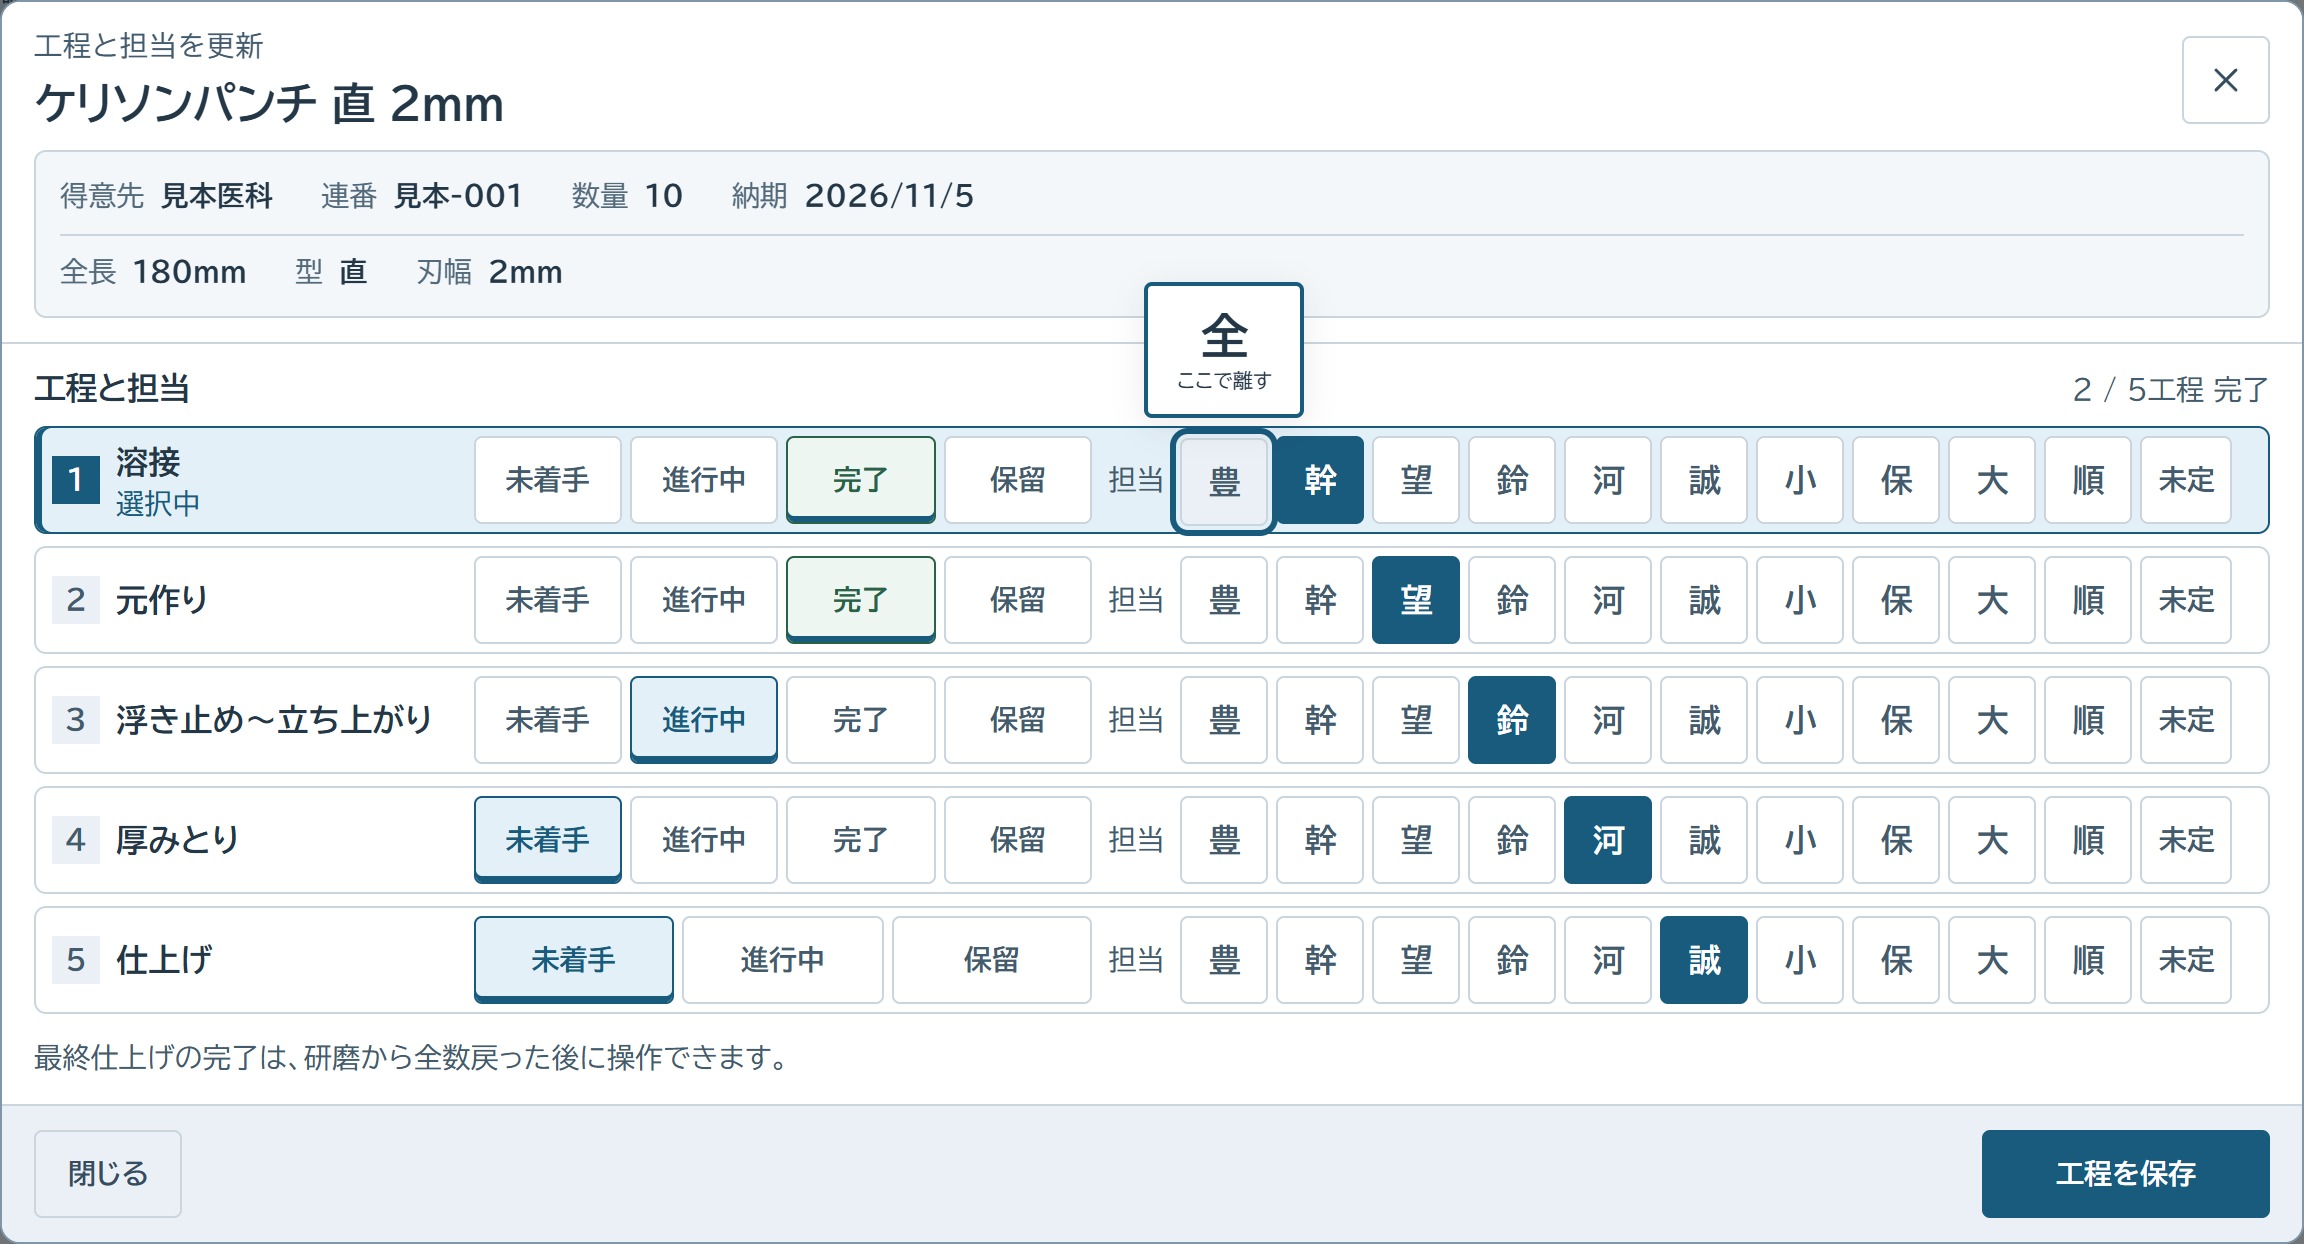 工程と担当を更新
ケリソンパンチ 直 2mm
×
得意先 見本医科 連番 見本-001 数量 10 納期 2026/11/5
全長 180mm 型 直 刃幅 2mm
全
ここで離す
工程と担当 2 / 5工程 完了
1 溶接 未着手 進行中 完了 保留 担当 豊 幹 望 鈴 河 誠 小 保 大 順 未定
選択中
2 元作り 未着手 進行中 完了 保留 担当 豊 幹 望 鈴 河 誠 小 保 大 順 未定
3 浮き止め～立ち上がり 未着手 進行中 完了 保留 担当 豊 幹 望 鈴 河 誠 小 保 大 順 未定
4 厚みとり 未着手 進行中 完了 保留 担当 豊 幹 望 鈴 河 誠 小 保 大 順 未定
5 仕上げ 未着手 進行中 保留 担当 豊 幹 望 鈴 河 誠 小 保 大 順 未定
最終仕上げの完了は、研磨から全数戻った後に操作できます。
閉じる 工程を保存